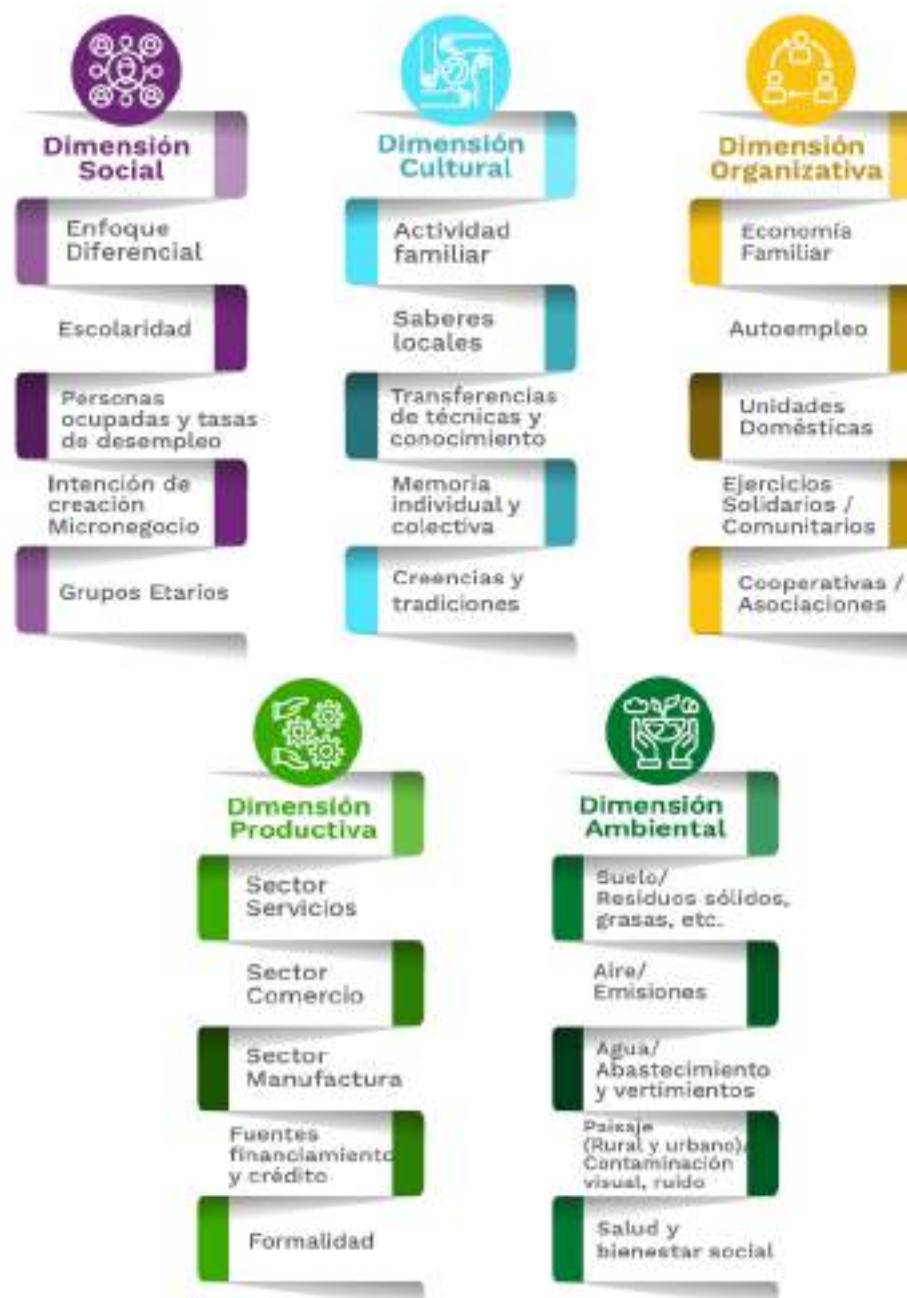 Dimensión
Social
Enfoque
Diferencial
Escolaridad
Personas
ocupadas y tasas
de desempleo
Intención de
creación
Micronegocio
Grupos Etarios
Dimensión
Cultural
Actividad
familiar
Saberes
locales
Transferencias
de técnicas y
conocimiento
Memoria
individual y
colectiva
Creencias y
tradiciones
Dimensión
Organizativa
Economía
Familiar
Autoempleo
Unidades
Domésticas
Ejercicios
Solidarios /
Comunitarios
Cooperativas /
Asociaciones
Dimensión
Productiva
Sector
Servicios
Sector
Comercio
Sector
Manufactura
Fuentes
financiamiento
y crédito
Formalidad
Dimensión
Ambiental
Suelo/
Residuos sólidos,
grasas, etc.
Aire/
Emisiones
Agua/
Abastecimiento
y vertimientos
Paisaje
(Rural y urbano)/
Contaminación
visual, ruido
Salud y
bienestar social